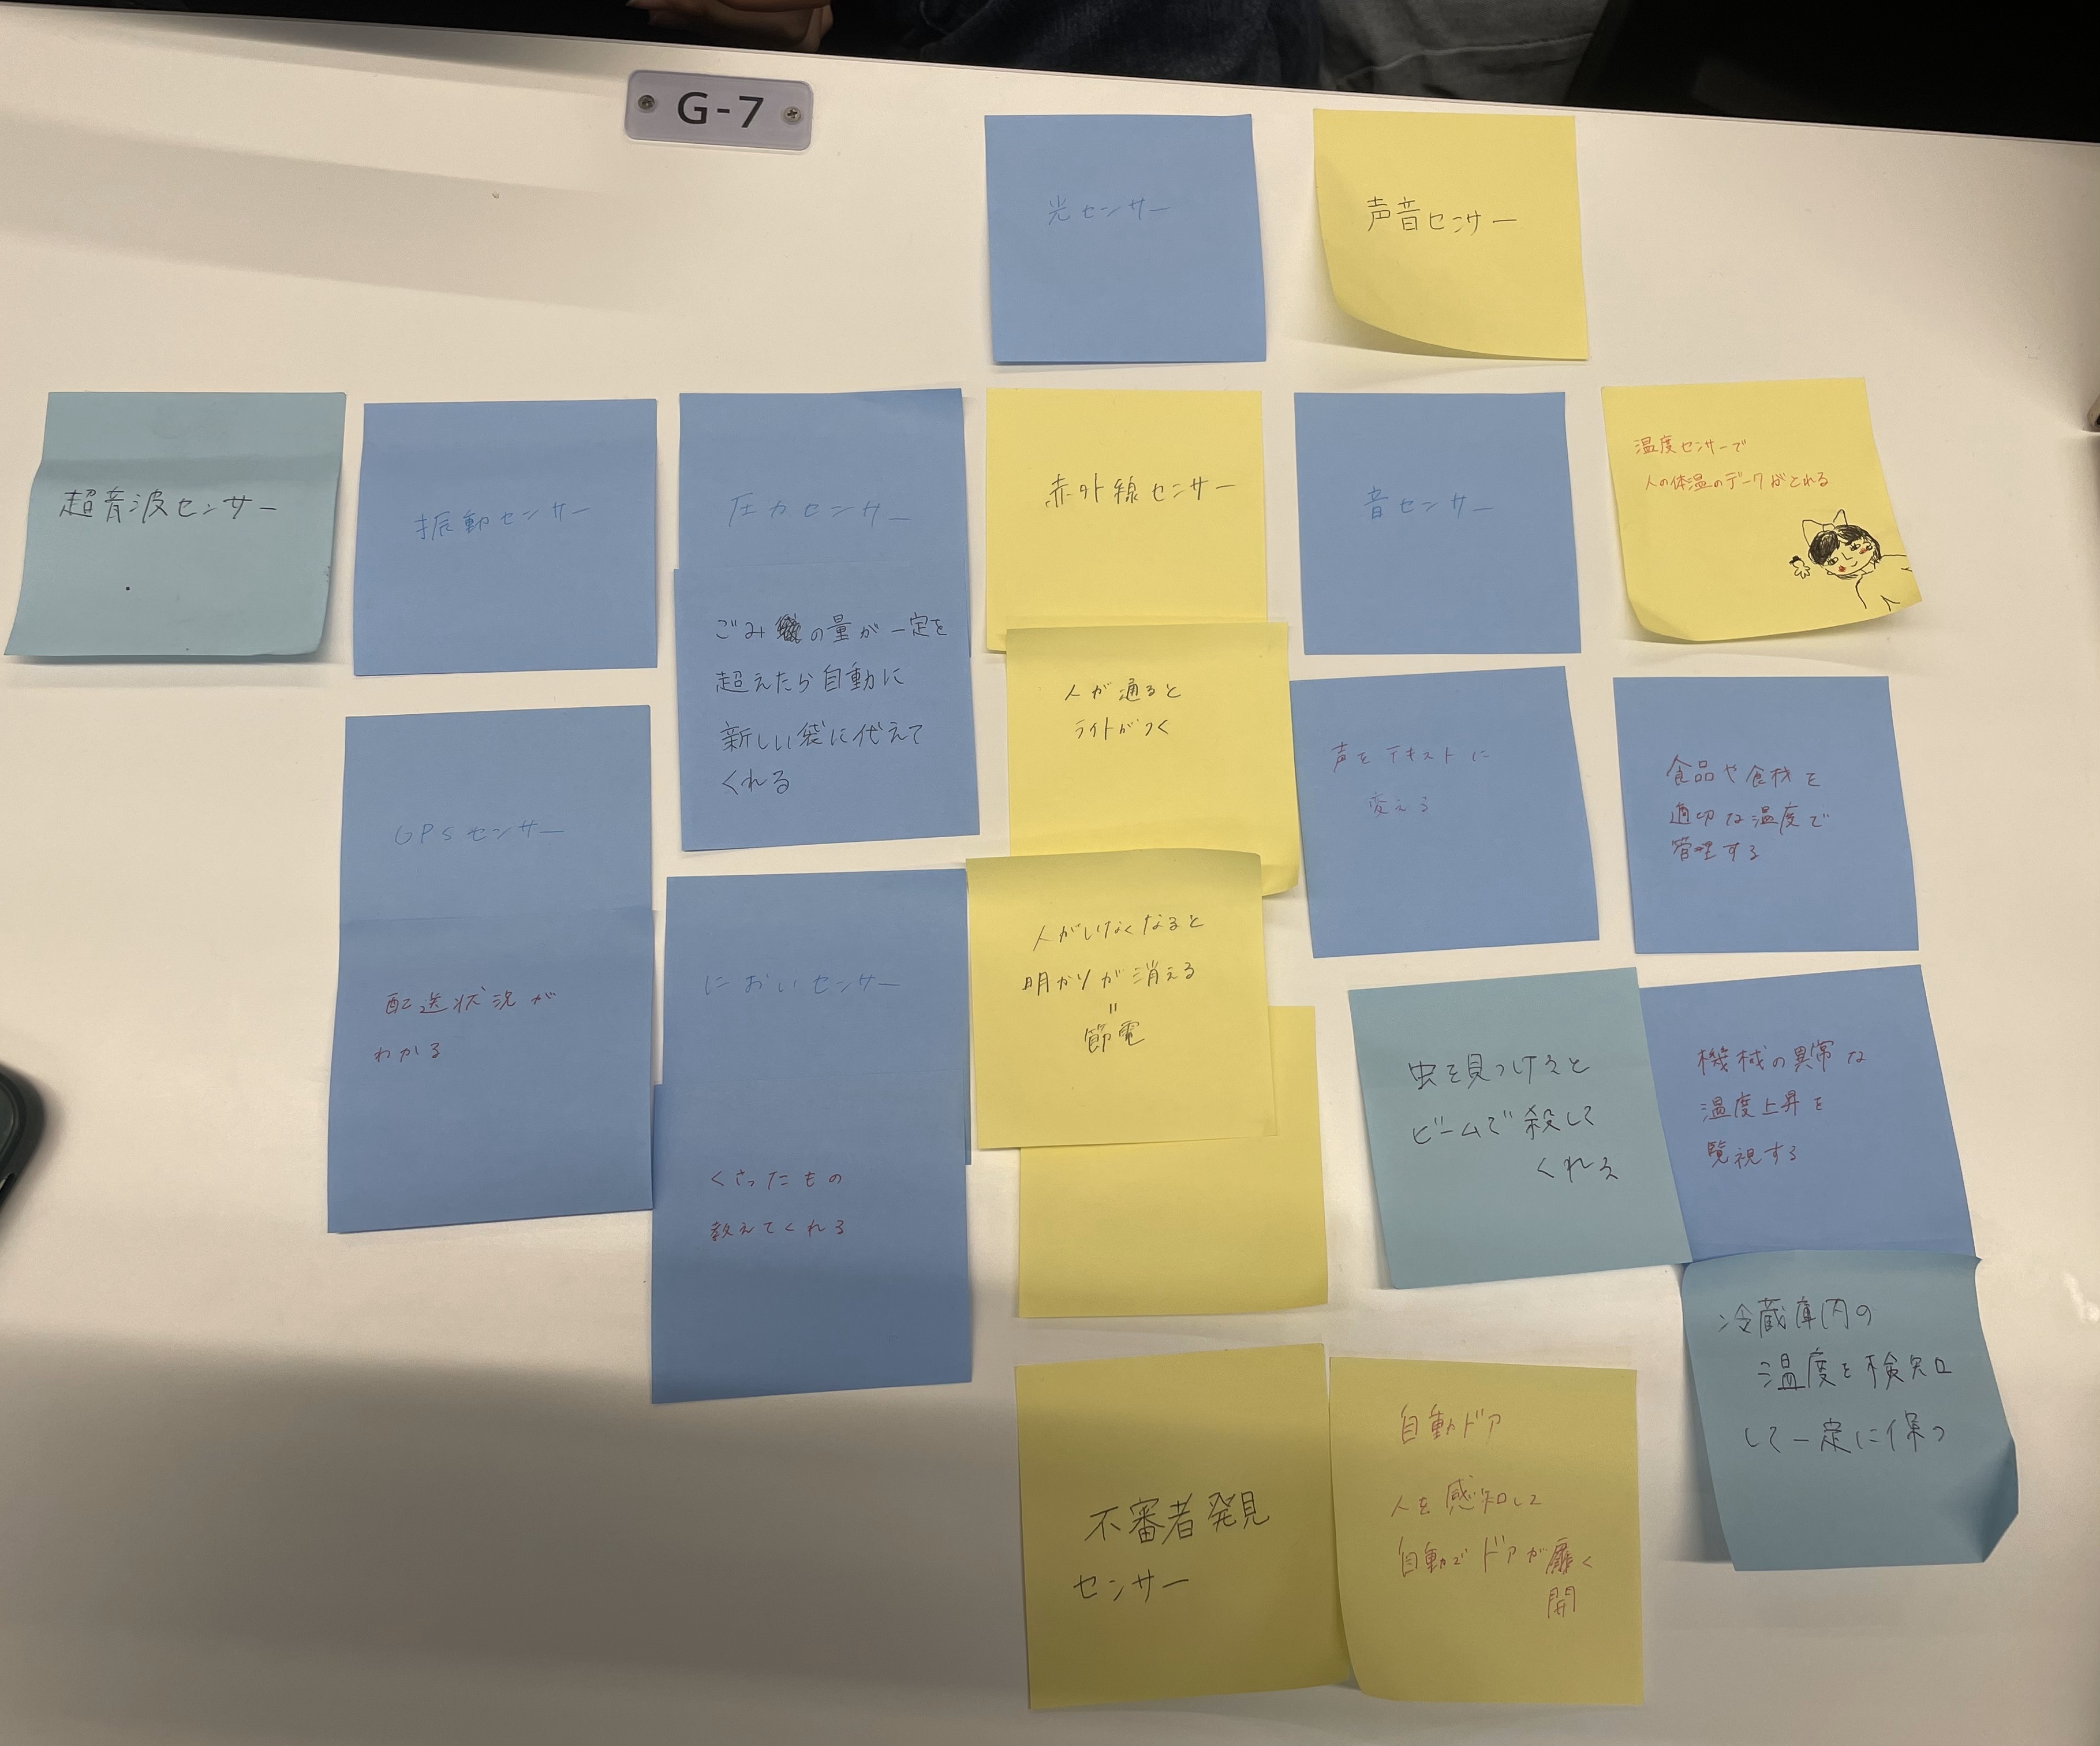 G-7
光センサー
声音センサー
超音波センサー
振動センサー
圧力センサー
ごみの量が一定を
超えたら自動に
新しい袋に代えて
くれる
赤外線センサー
人が通ると
ライトがつく
人がいなくなると
明かりが消える
=
節電
音センサー
声をテキストに
変える
温度センサーで
人の体温のデータがとれる
食品や食材を
適切な温度で
管理する
GPSセンサー
配送状況が
わかる
においセンサー
くさったもの
教えてくれる
虫を見つけると
ビームで殺して
くれる
機械の異常な
温度上昇を
覧視する
冷蔵庫内の
温度を検知
して一定に保つ
不審者発見
センサー
自動ドア
人を感知して
自動でドアが開く